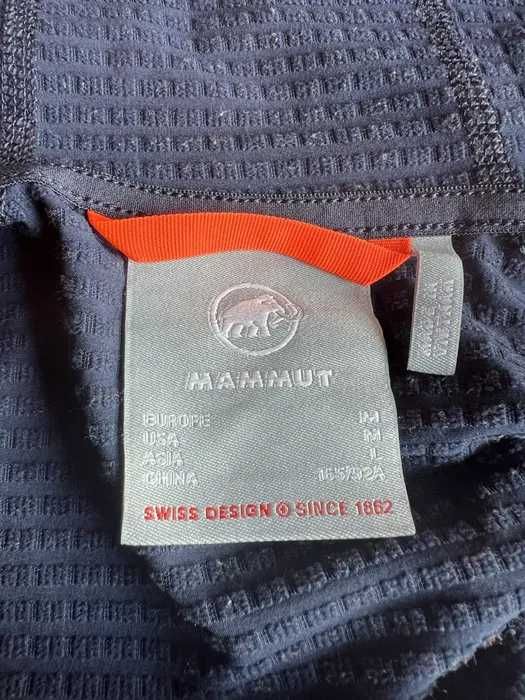 MAMMUT
EUROPE M
USA M
ASIA L
CHINA 165/92A
SWISS DESIGN SINCE 1862